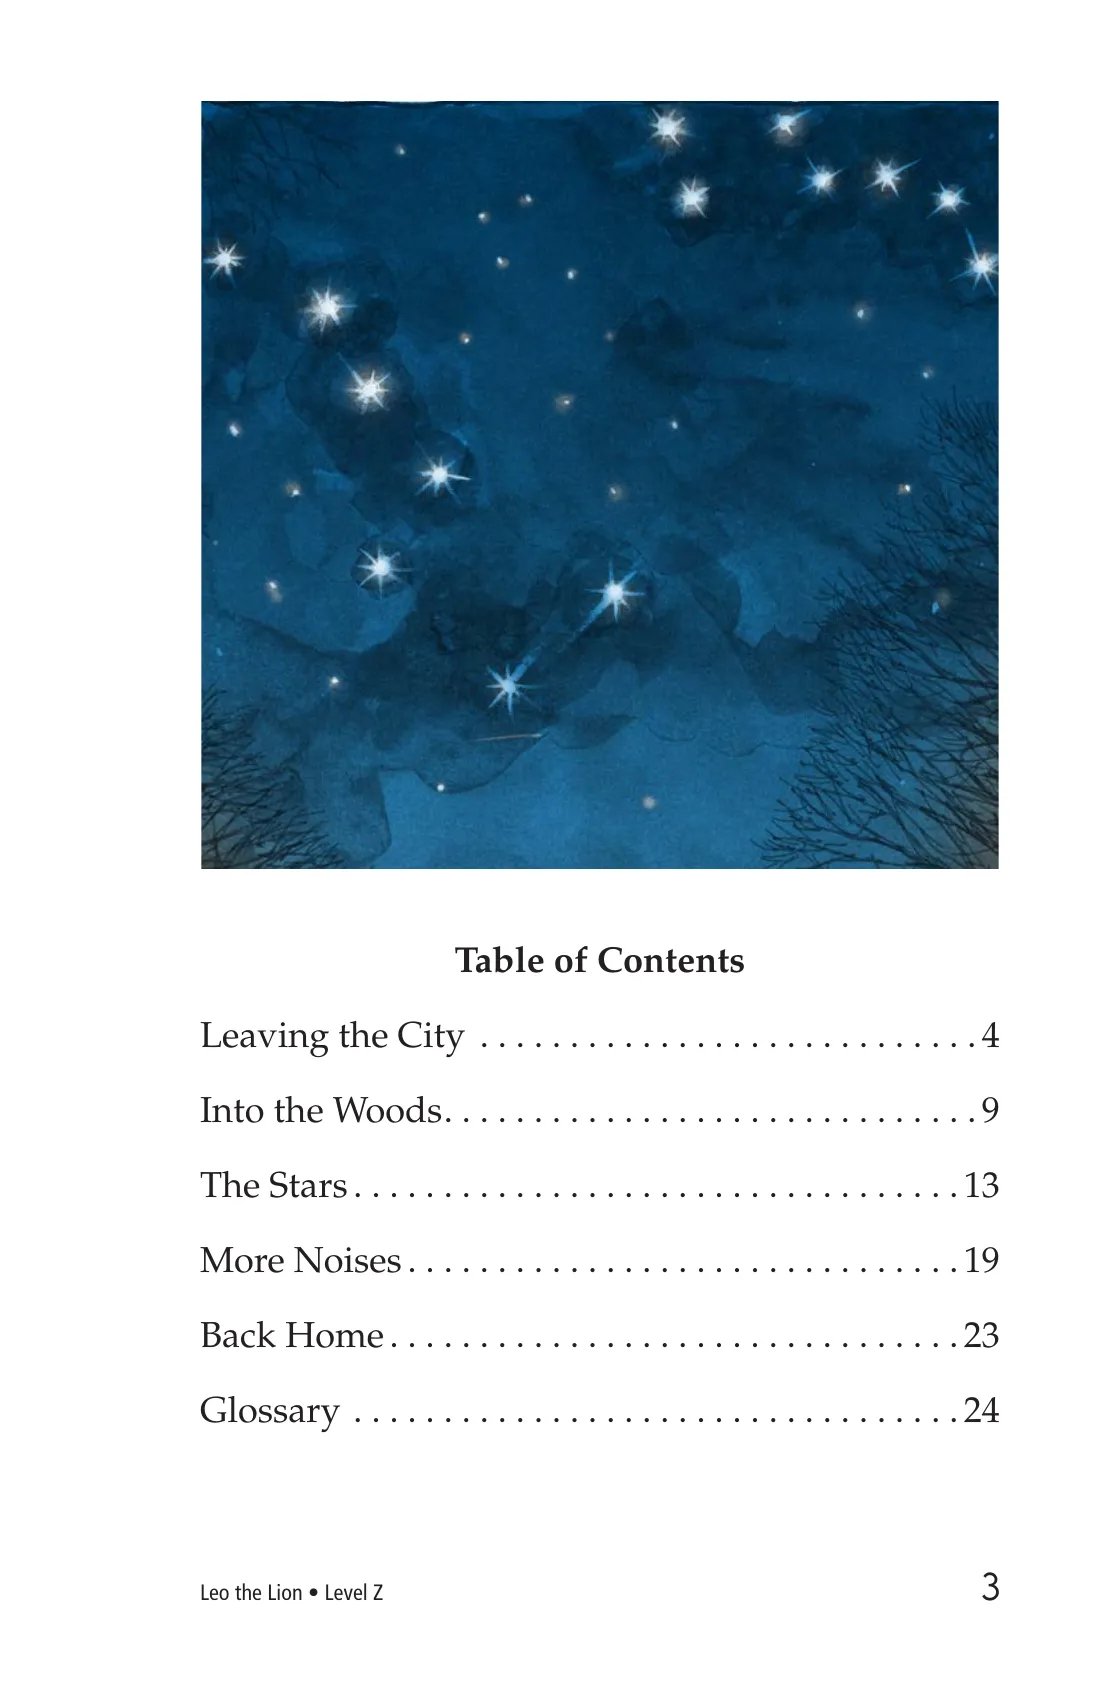 Table of Contents
Leaving the City . . . . . . . . . . . . . . . . . . . . . . . . . . . . 4
Into the Woods. . . . . . . . . . . . . . . . . . . . . . . . . . . . . . 9
The Stars . . . . . . . . . . . . . . . . . . . . . . . . . . . . . . . . . . 13
More Noises . . . . . . . . . . . . . . . . . . . . . . . . . . . . . . . 19
Back Home . . . . . . . . . . . . . . . . . . . . . . . . . . . . . . . . 23
Glossary . . . . . . . . . . . . . . . . . . . . . . . . . . . . . . . . . . 24
Leo the Lion • Level Z 3